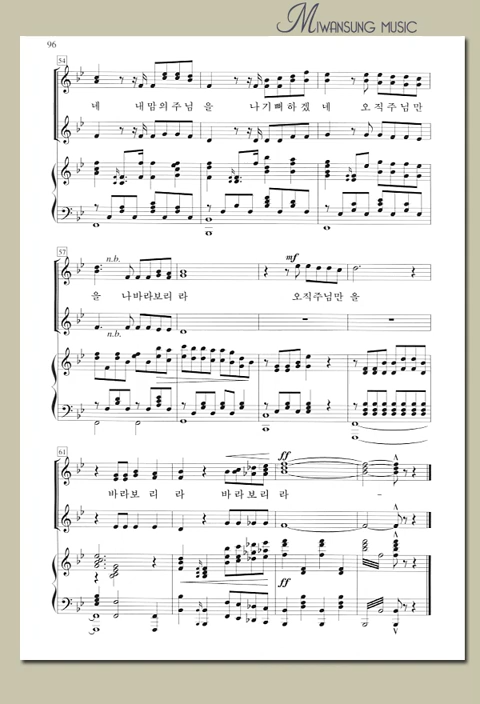 MIWANSUNG MUSIC
96
54
네 내맘의주님 을 나기뻐하겠 네 오직주님만
57
n.b.
mf
을 나바라보리라 오직주님만 을
n.b.
61
ff
바라보 리 라 바라보리 라 -
ff